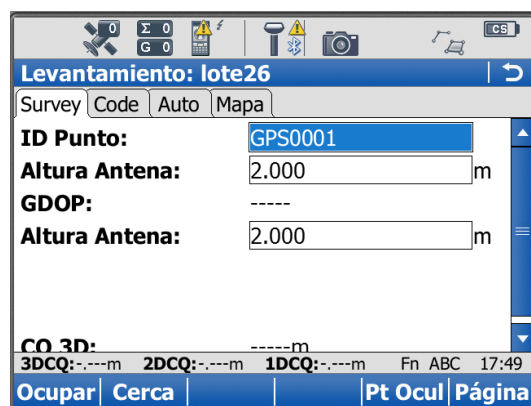 0 Σ 0 CS
G 0
Levantamiento: lote26
Survey Code Auto Mapa
ID Punto: GPS0001
Altura Antena: 2.000 m
GDOP: -----
Altura Antena: 2.000 m
CQ 3D: -----m
3DCQ:-.---m 2DCQ:-.---m 1DCQ:-.---m Fn ABC 17:49
Ocupar Cerca Pt Ocul Página